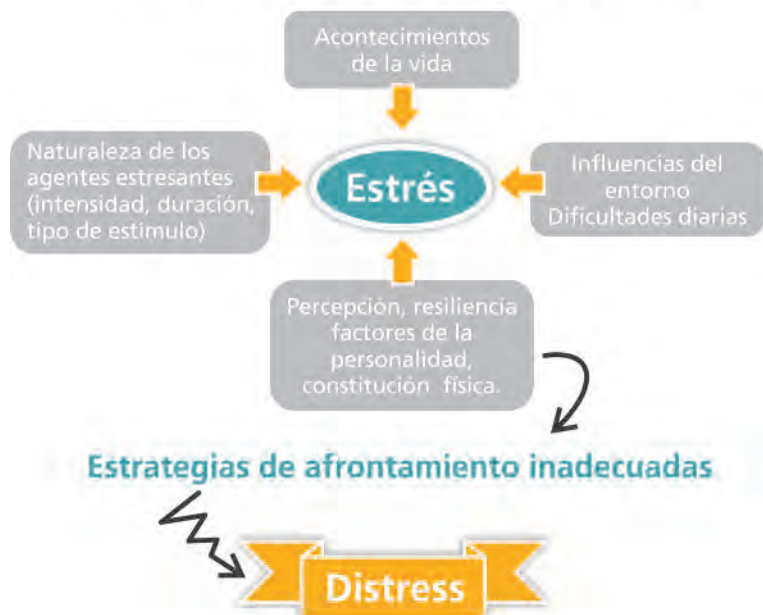 Acontecimientos
de la vida
Naturaleza de los
agentes estresantes
(intensidad, duración,
tipo de estimulo)
Estrés
Influencias del
entorno
Dificultades diarias
Percepción, resiliencia
factores de la
personalidad,
constitución física.
Estrategias de afrontamiento inadecuadas
Distress